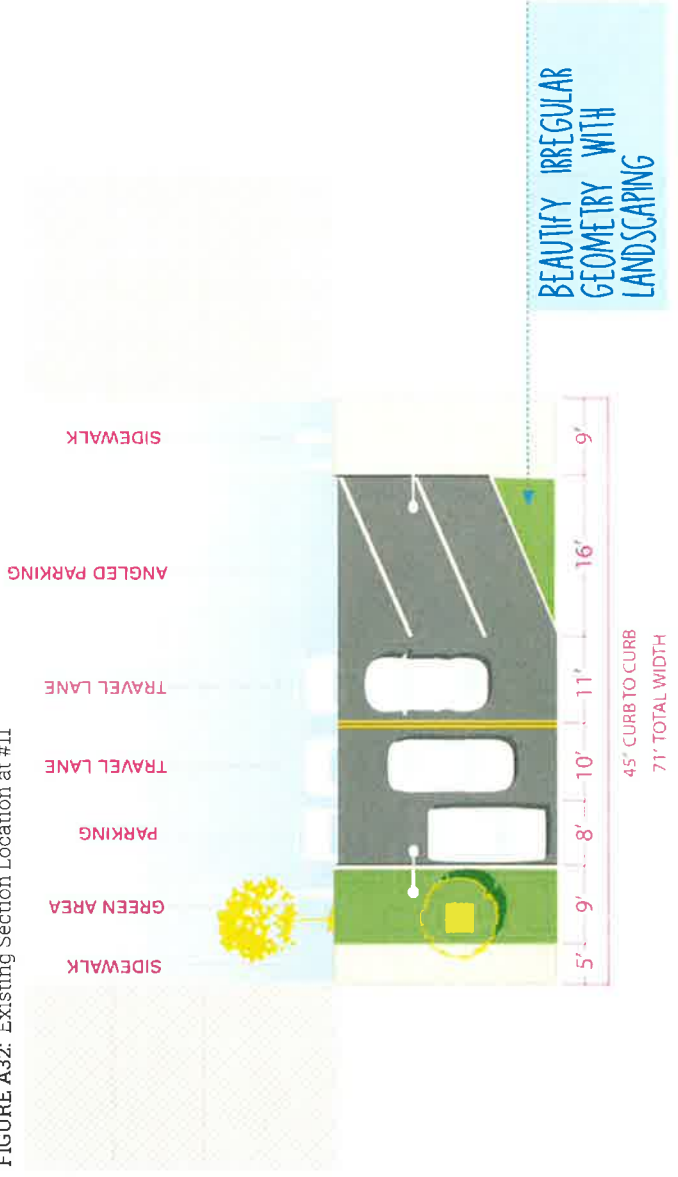 FIGURE A32: Existing Section Location at #11
SIDEWALK
GREEN AREA
PARKING
TRAVEL LANE
TRAVEL LANE
ANGLED PARKING
SIDEWALK
5'
9'
8'
10'
11'
16'
9'
45' CURB TO CURB
71' TOTAL WIDTH
BEAUTIFY IRREGULAR
GEOMETRY WITH
LANDSCAPING